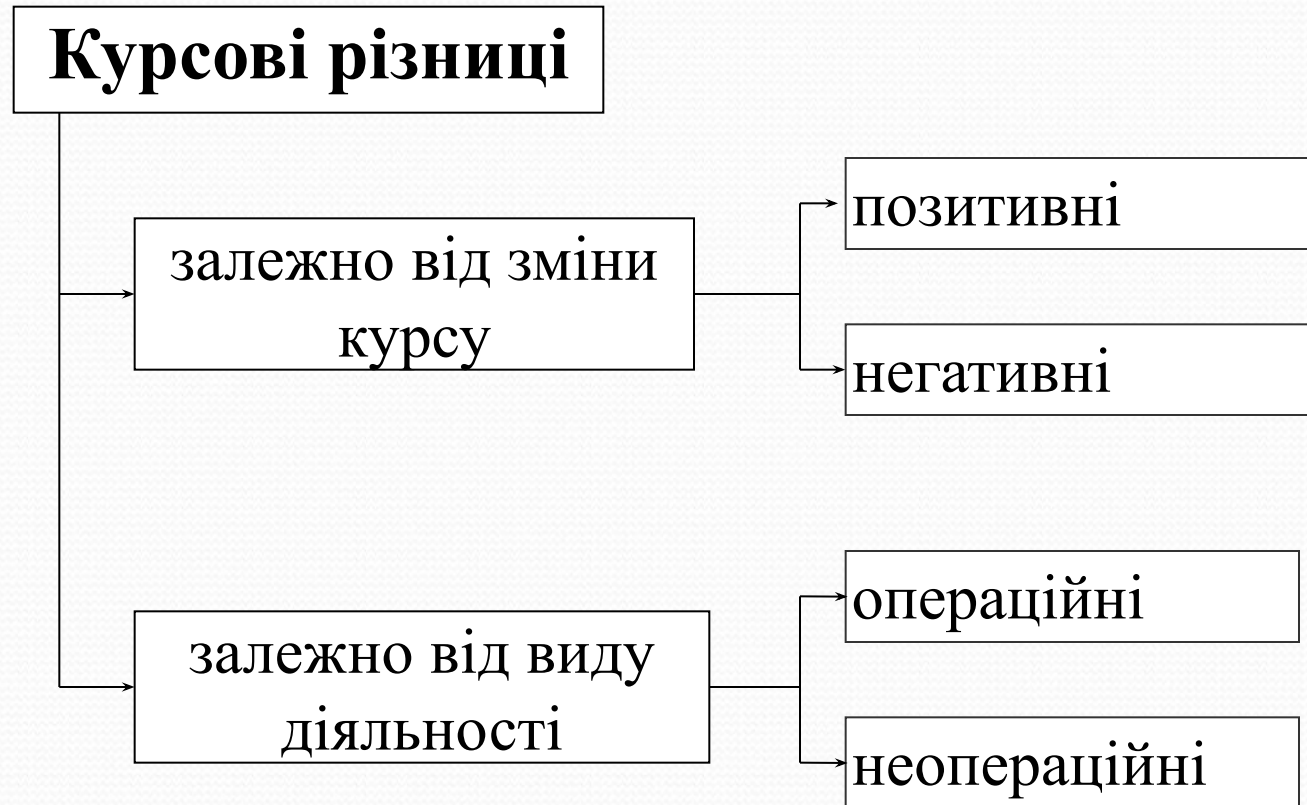 Курсові різниці
позитивні
залежно від зміни
курсу
негативні
операційні
залежно від виду
діяльності
неопераційні